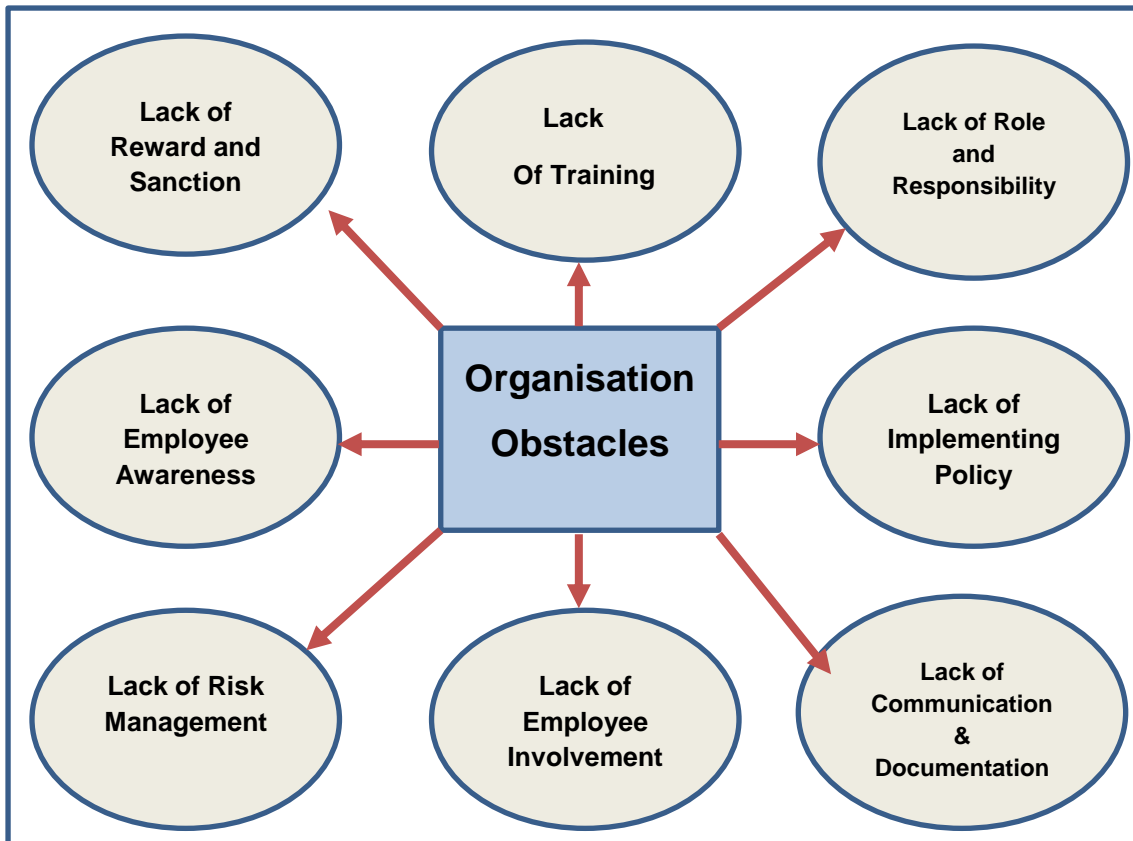 Lack of
Reward and
Sanction
Lack
Of Training
Lack of Role
and
Responsibility
Organisation
Obstacles
Lack of
Employee
Awareness
Lack of
Implementing
Policy
Lack of Risk
Management
Lack of
Employee
Involvement
Lack of
Communication
&
Documentation